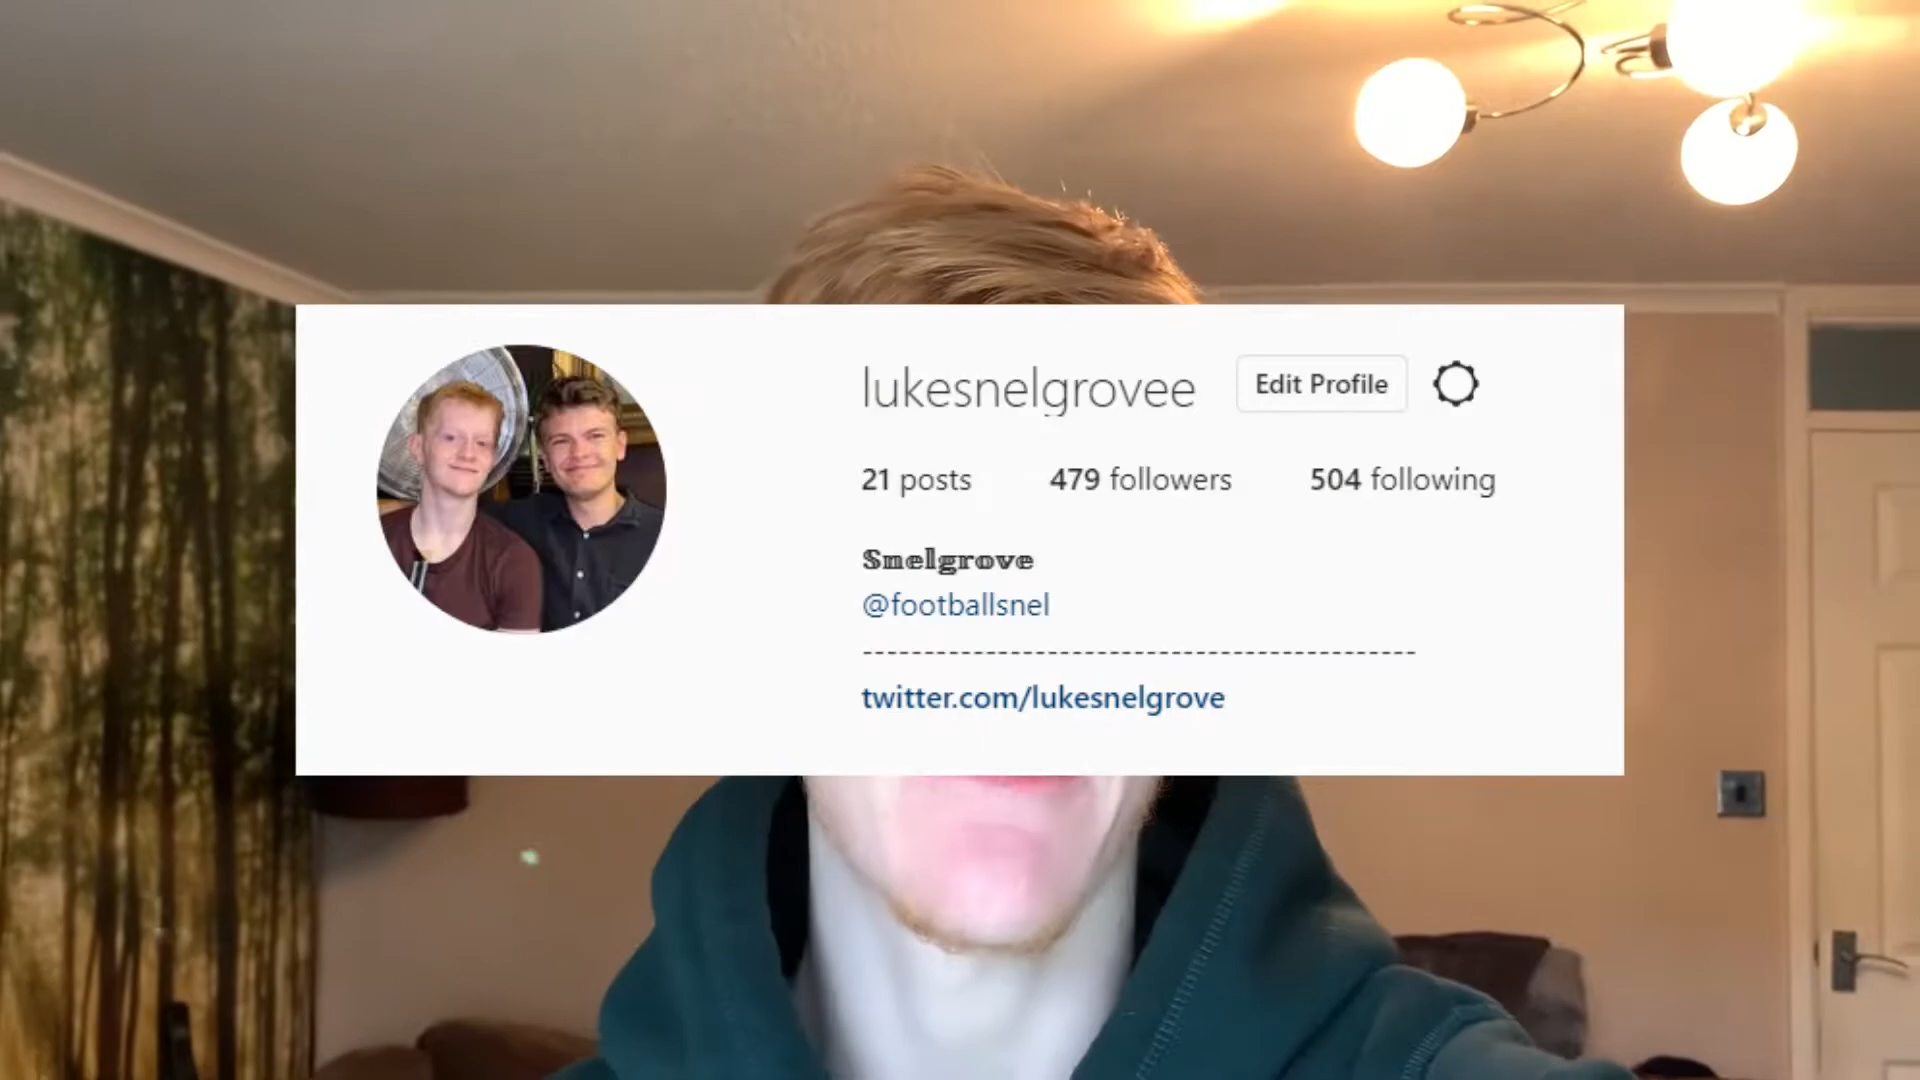 lukesnelgrovee Edit Profile
21 posts 479 followers 504 following
Snelgrove
@footballsnel
----------------------------------------------
twitter.com/lukesnelgrove